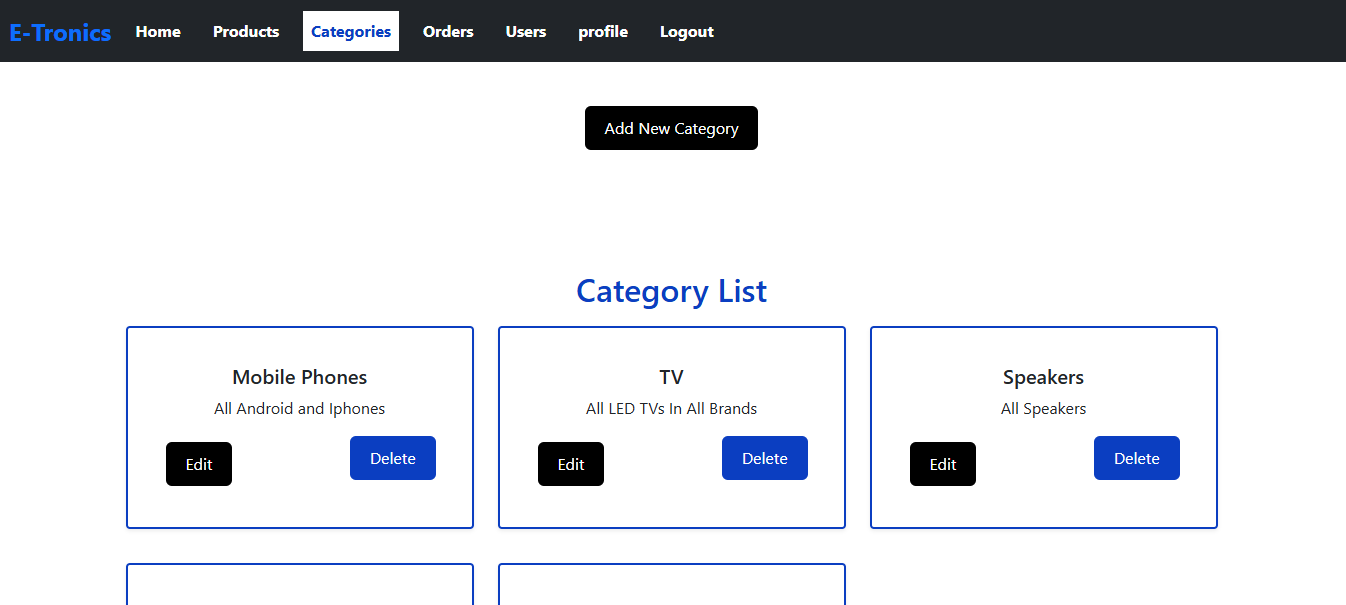 E-Tronics Home Products Categories Orders Users profile Logout
Add New Category
Category List
Mobile Phones
All Android and Iphones
Edit Delete
TV
All LED TVs In All Brands
Edit Delete
Speakers
All Speakers
Edit Delete